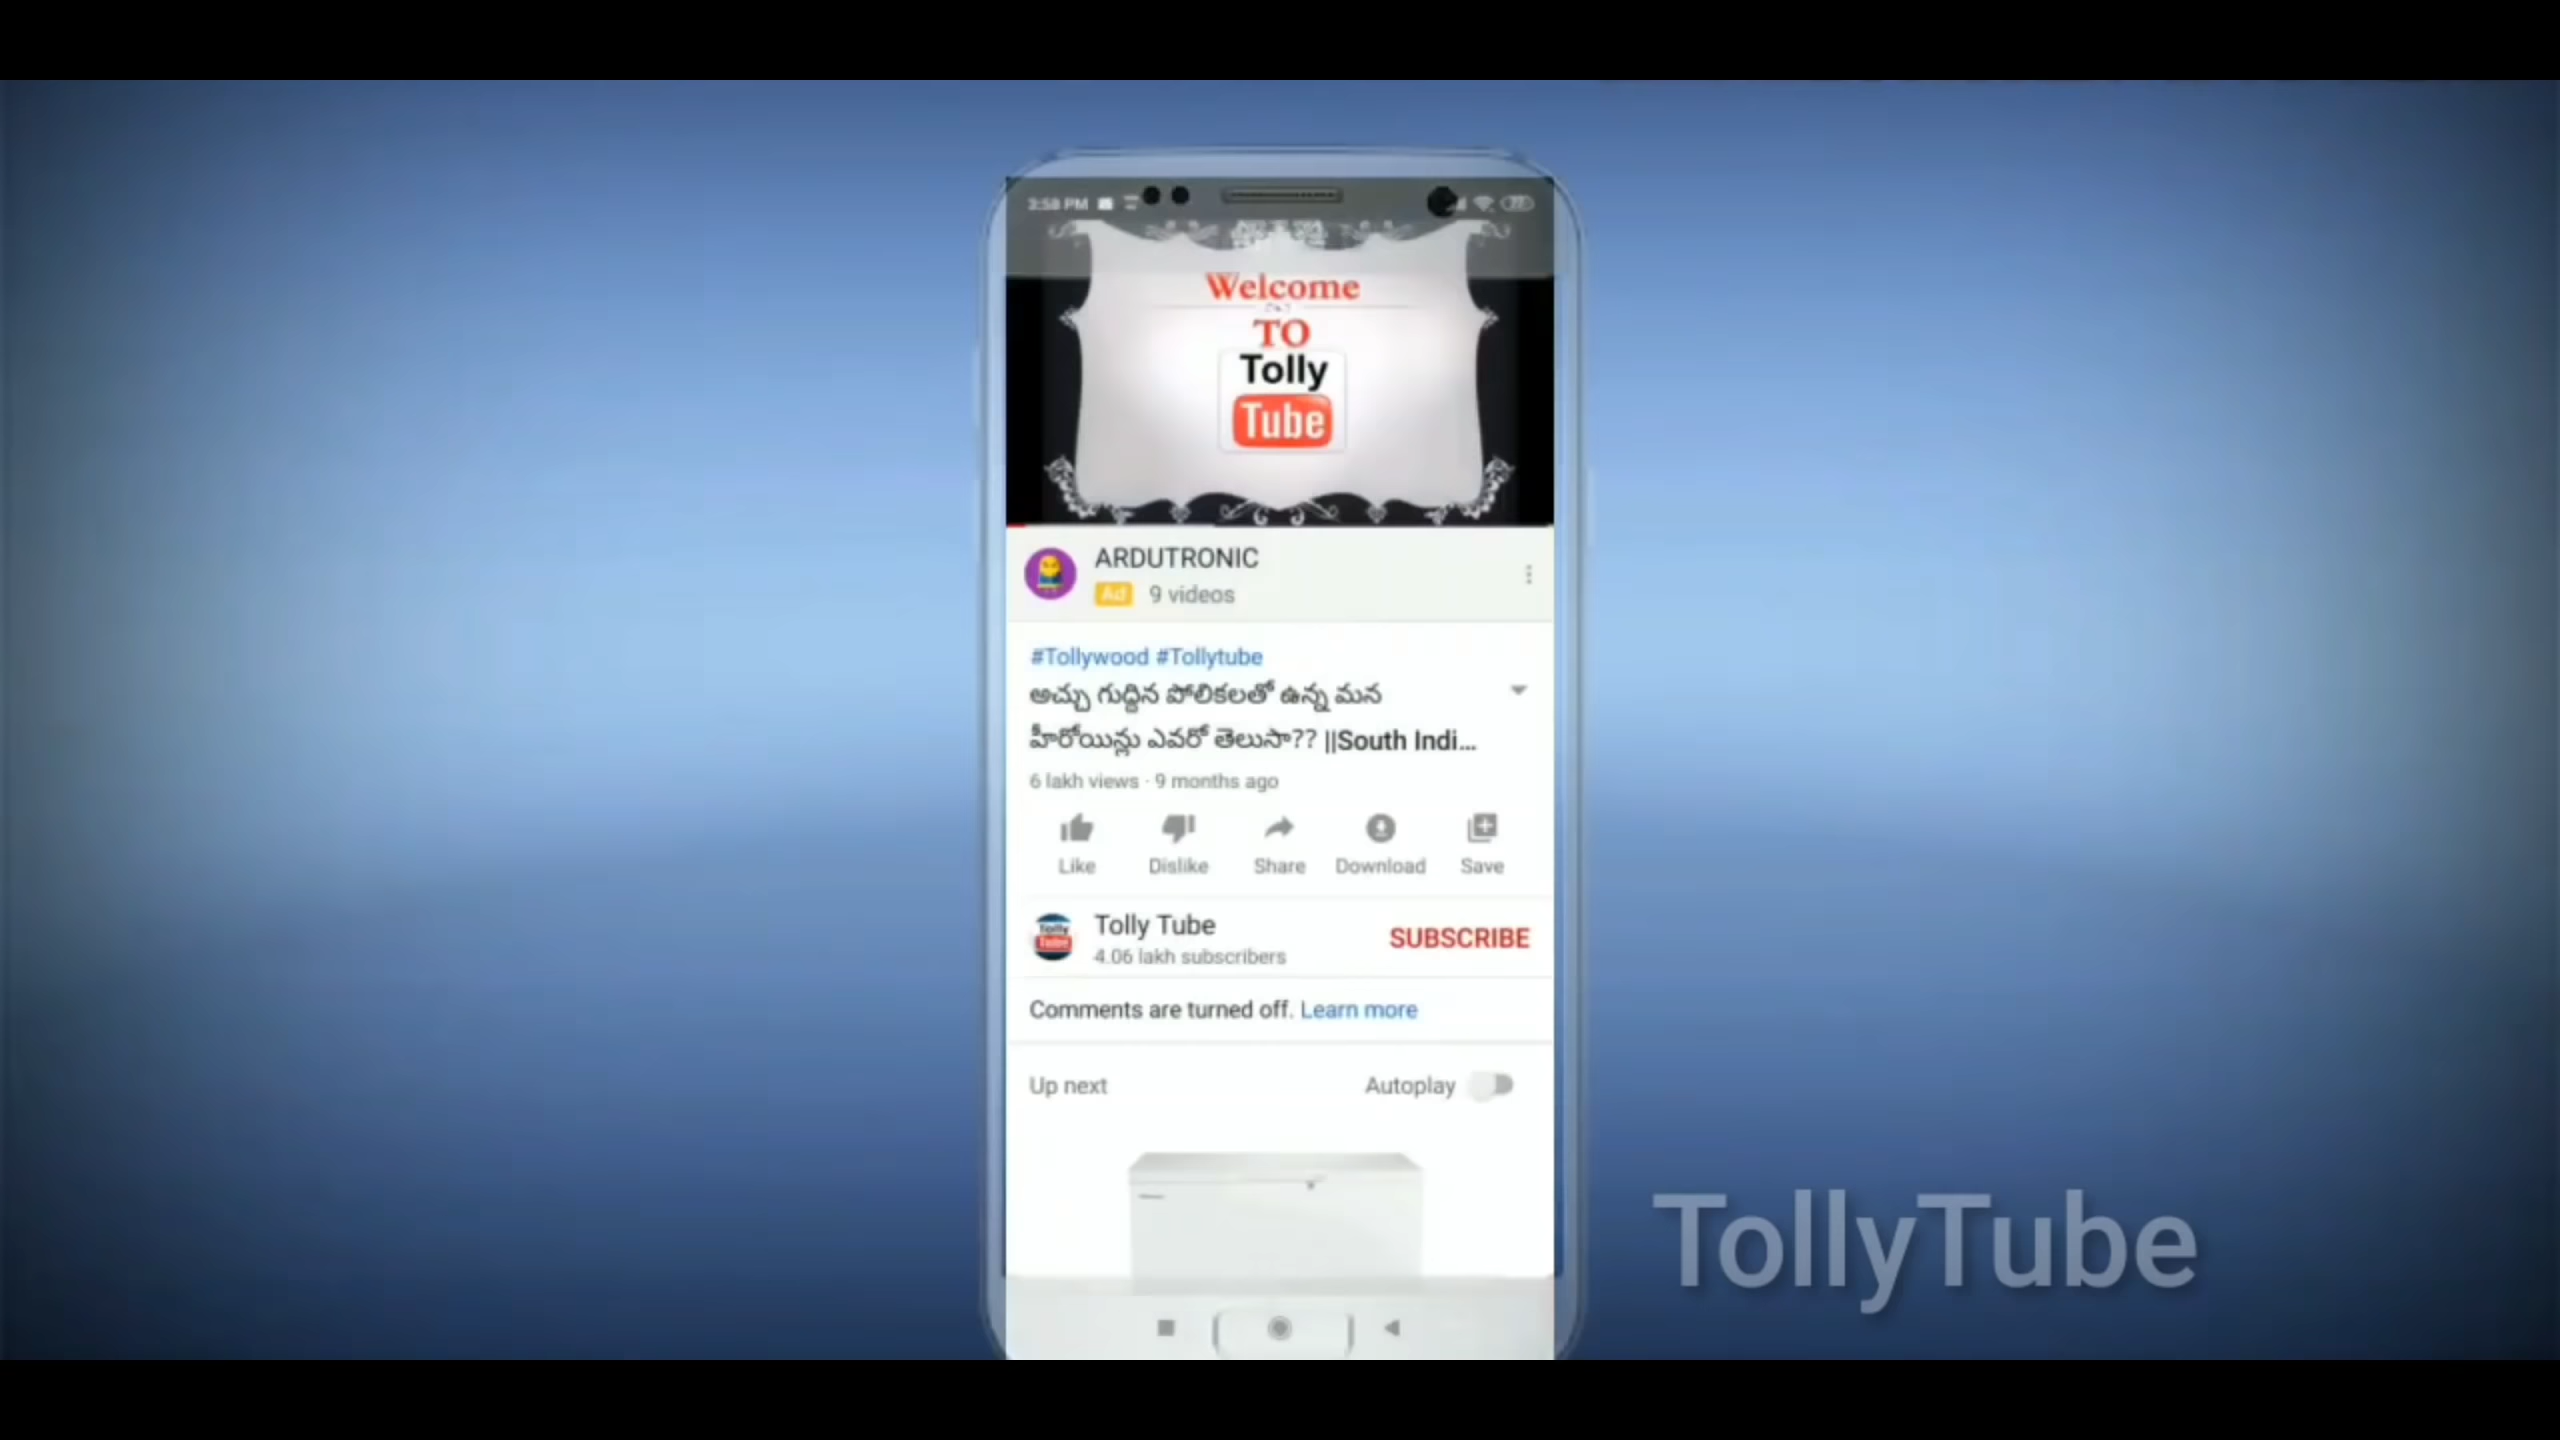 3:58 PM
Welcome
TO
Tolly
Tube
ARDUTRONIC
Ad 9 videos
#Tollywood #Tollytube
అచ్చు గుద్దిన పోలికలతో ఉన్న మన
హీరోయిన్లు ఎవరో తెలుసా?? ||South Indi...
6 lakh views · 9 months ago
Like Dislike Share Download Save
Tolly Tube
Tolly Tube
4.06 lakh subscribers
SUBSCRIBE
Comments are turned off. Learn more
Up next Autoplay
TollyTube